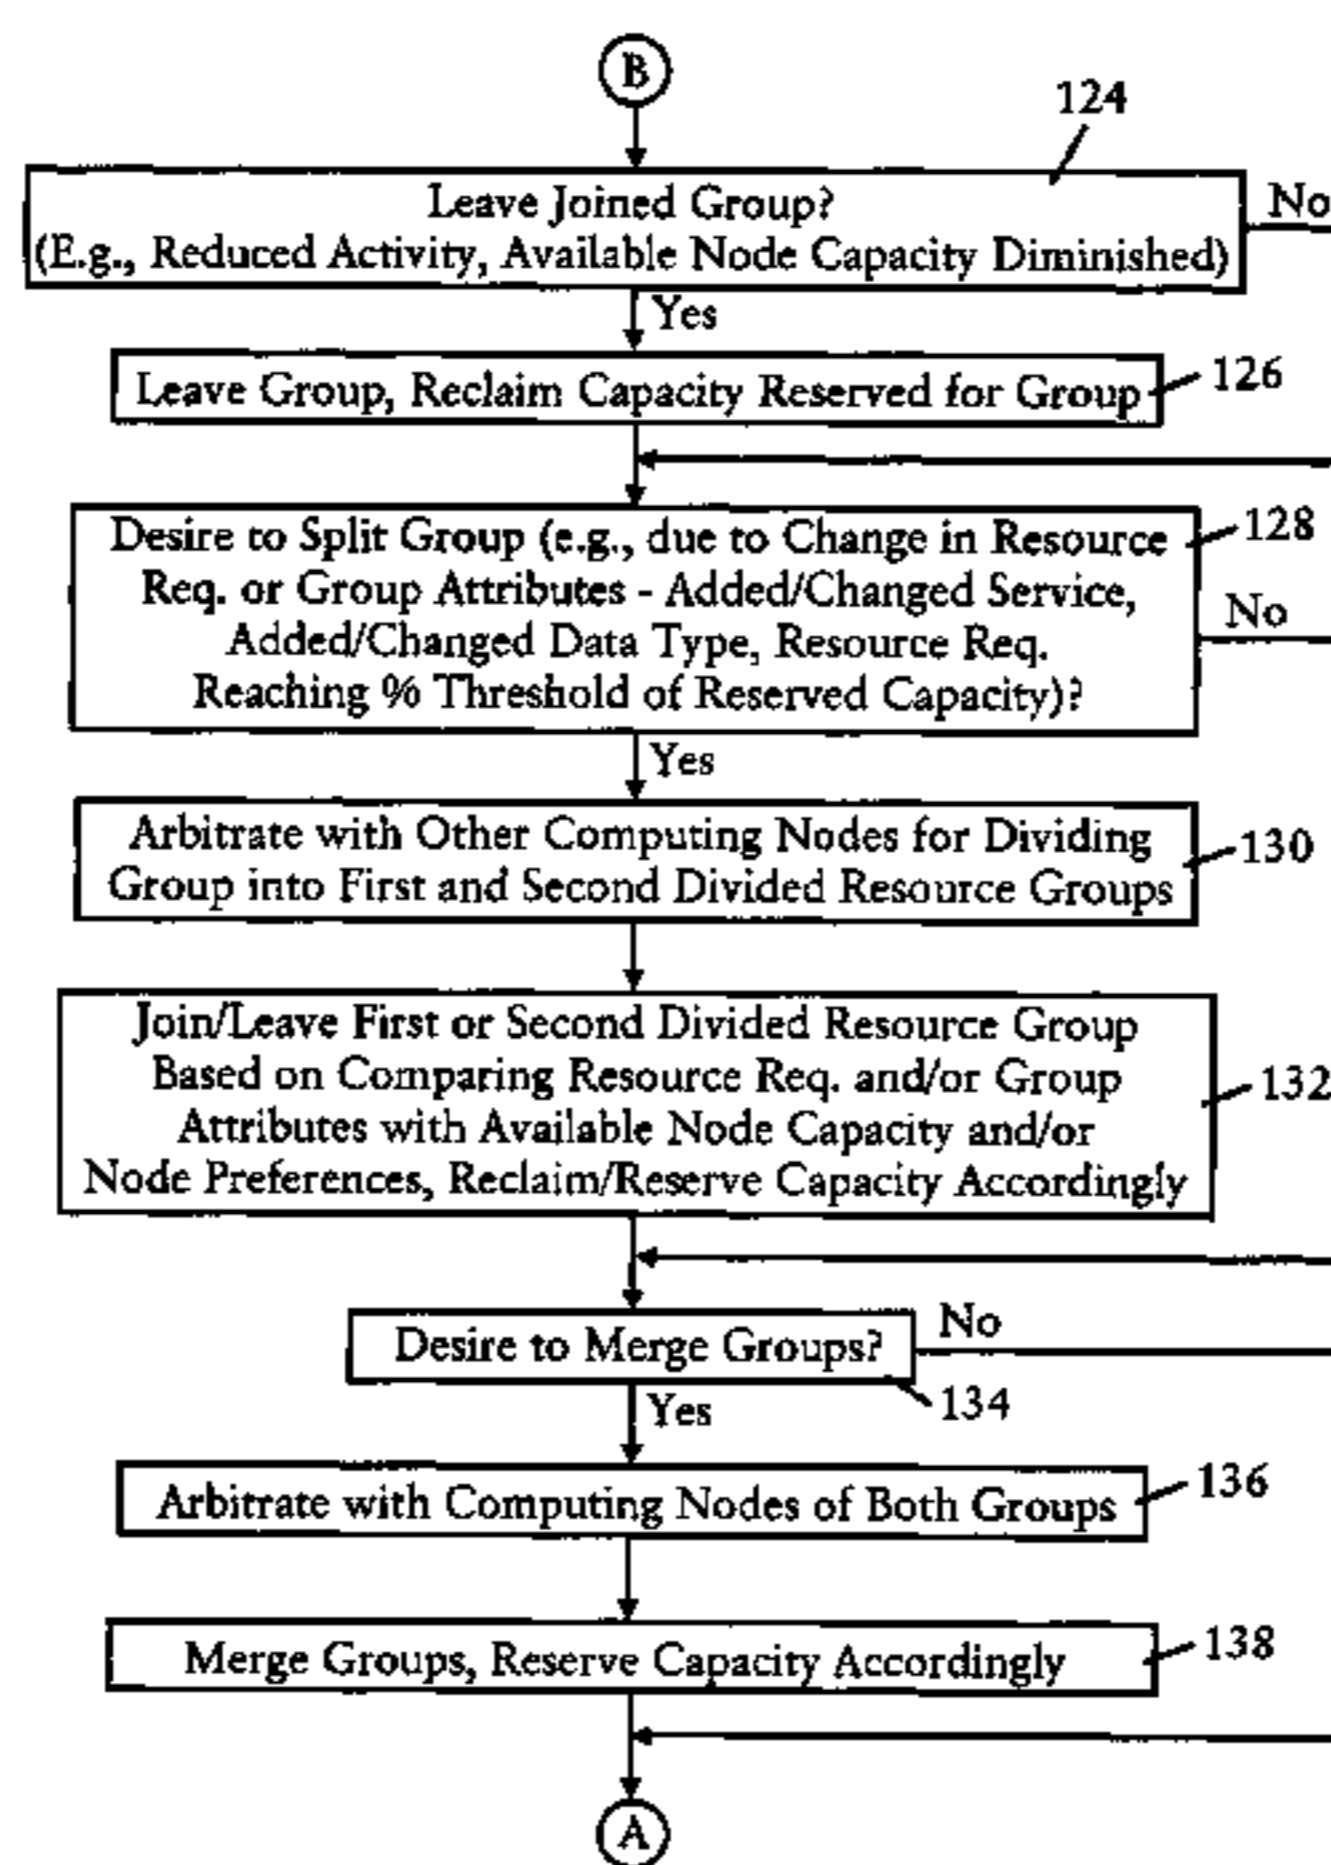 B
124
Leave Joined Group?
No
(E.g., Reduced Activity, Available Node Capacity Diminished)
Yes
Leave Group, Reclaim Capacity Reserved for Group
126
Desire to Split Group (e.g., due to Change in Resource
128
Req. or Group Attributes - Added/Changed Service,
No
Added/Changed Data Type, Resource Req.
Reaching % Threshold of Reserved Capacity)?
Yes
Arbitrate with Other Computing Nodes for Dividing
130
Group into First and Second Divided Resource Groups
Join/Leave First or Second Divided Resource Group
Based on Comparing Resource Req. and/or Group
132
Attributes with Available Node Capacity and/or
Node Preferences, Reclaim/Reserve Capacity Accordingly
Desire to Merge Groups?
No
134
Yes
Arbitrate with Computing Nodes of Both Groups
136
Merge Groups, Reserve Capacity Accordingly
138
A